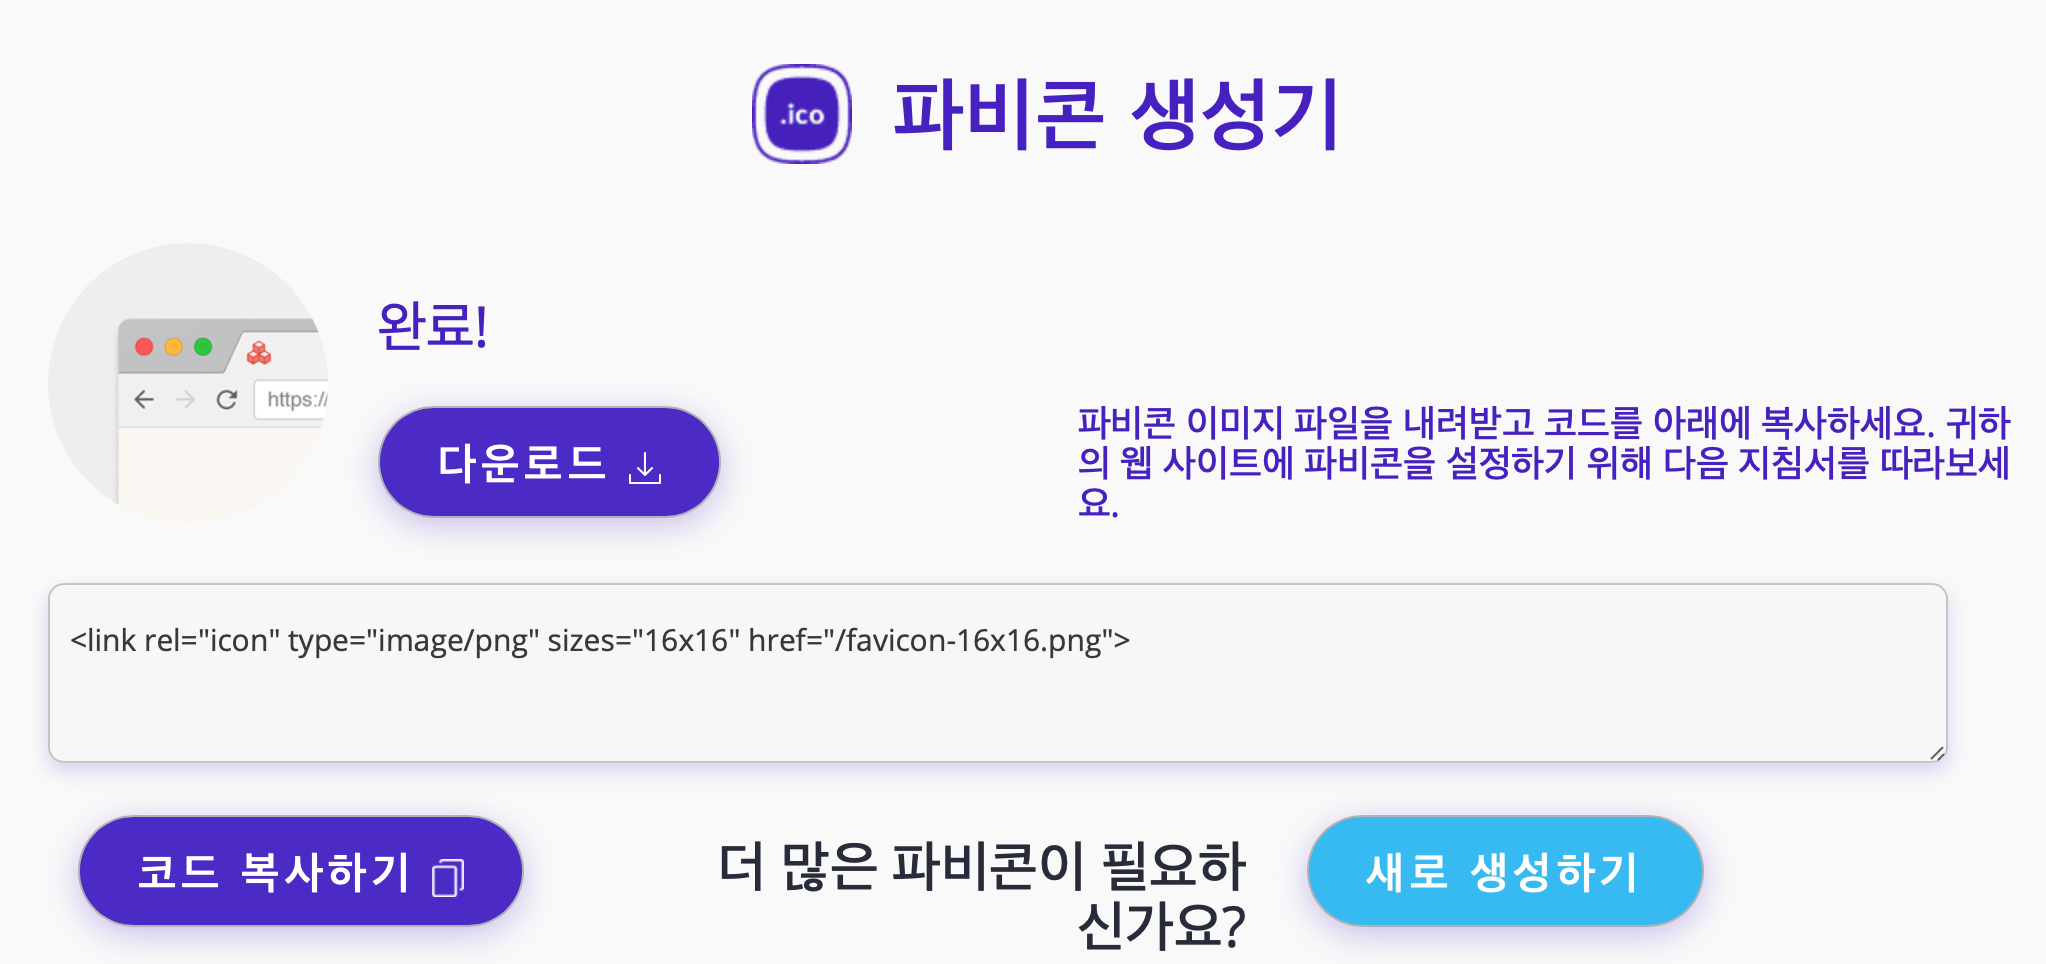 .ico
파비콘 생성기
https://
완료!
다운로드
파비콘 이미지 파일을 내려받고 코드를 아래에 복사하세요. 귀하
의 웹 사이트에 파비콘을 설정하기 위해 다음 지침서를 따라보세
요.
<link rel="icon" type="image/png" sizes="16x16" href="/favicon-16x16.png">
코드 복사하기
더 많은 파비콘이 필요하
신가요?
새로 생성하기